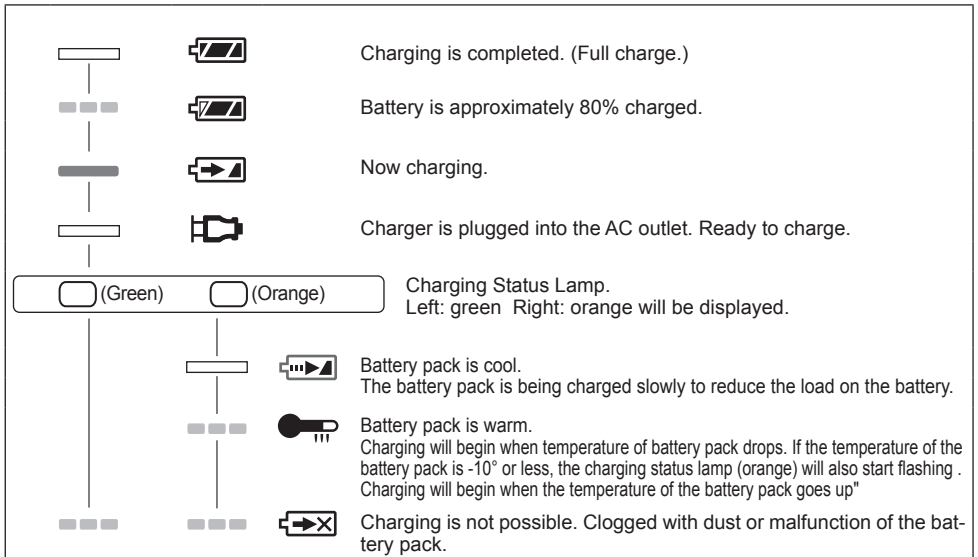 Charging is completed. (Full charge.)
Battery is approximately 80% charged.
Now charging.
Charger is plugged into the AC outlet. Ready to charge.
(Green) (Orange)
Charging Status Lamp.
Left: green Right: orange will be displayed.
Battery pack is cool.
The battery pack is being charged slowly to reduce the load on the battery.
Battery pack is warm.
Charging will begin when temperature of battery pack drops. If the temperature of the
battery pack is -10° or less, the charging status lamp (orange) will also start flashing .
Charging will begin when the temperature of the battery pack goes up"
Charging is not possible. Clogged with dust or malfunction of the bat-
tery pack.